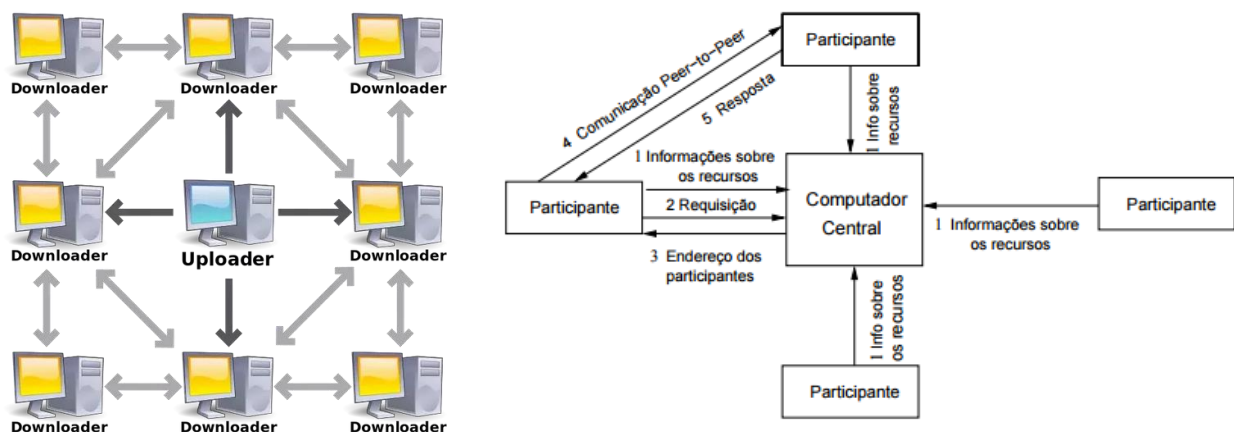 Downloader
Downloader
Downloader
Downloader
Uploader
Downloader
Downloader
Downloader
Downloader
Participante
4 Comunicação Peer-to-Peer
5 Resposta
1 Info sobre
recursos
1 Informações sobre
os recursos
Participante
2 Requisição
3 Endereço dos
participantes
Computador
Central
Participante
1 Informações sobre
os recursos
1 Info sobre
os recursos
Participante